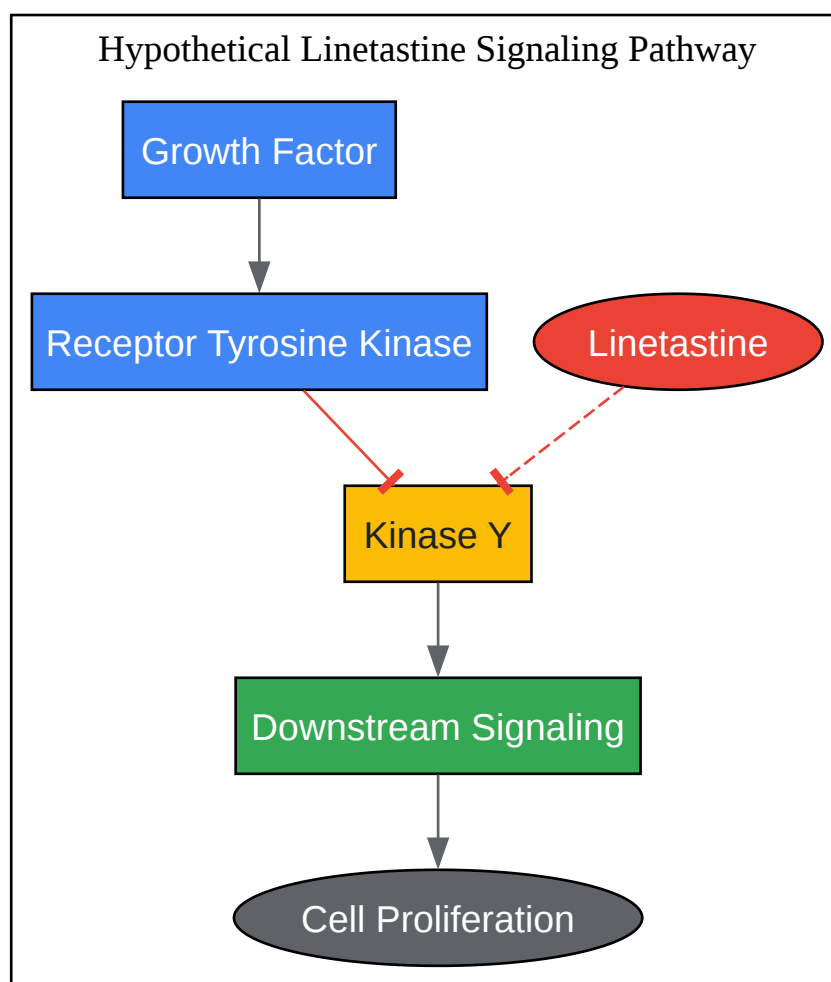 Hypothetical Linetastine Signaling Pathway
Growth Factor
Receptor Tyrosine Kinase
Linetastine
Kinase Y
Downstream Signaling
Cell Proliferation